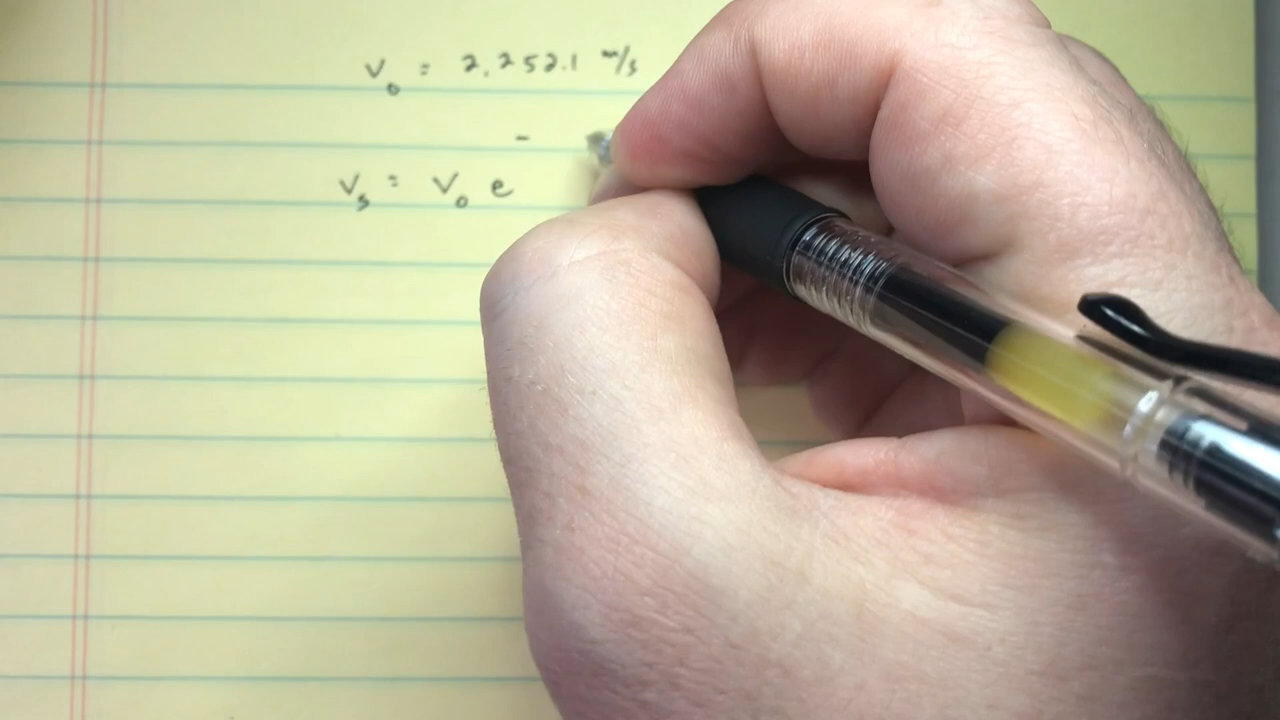 v₀ = 2,252.1 m/s
vₛ = v₀ e⁻